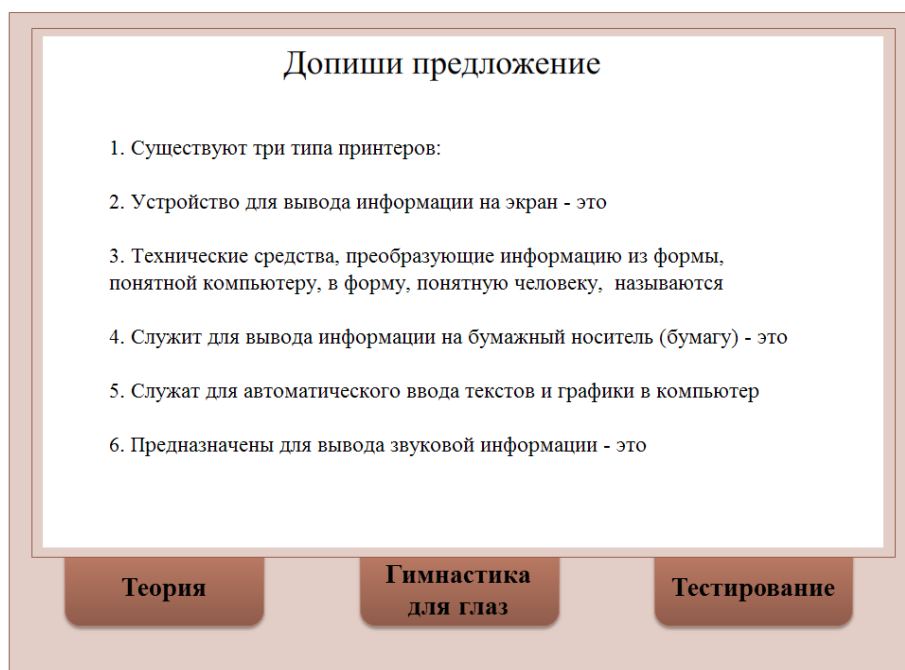 Допиши предложение
1. Существуют три типа принтеров:
2. Устройство для вывода информации на экран - это
3. Технические средства, преобразующие информацию из формы,
понятной компьютеру, в форму, понятную человеку, называются
4. Служит для вывода информации на бумажный носитель (бумагу) - это
5. Служат для автоматического ввода текстов и графики в компьютер
6. Предназначены для вывода звуковой информации - это
Теория
Гимнастика
для глаз
Тестирование